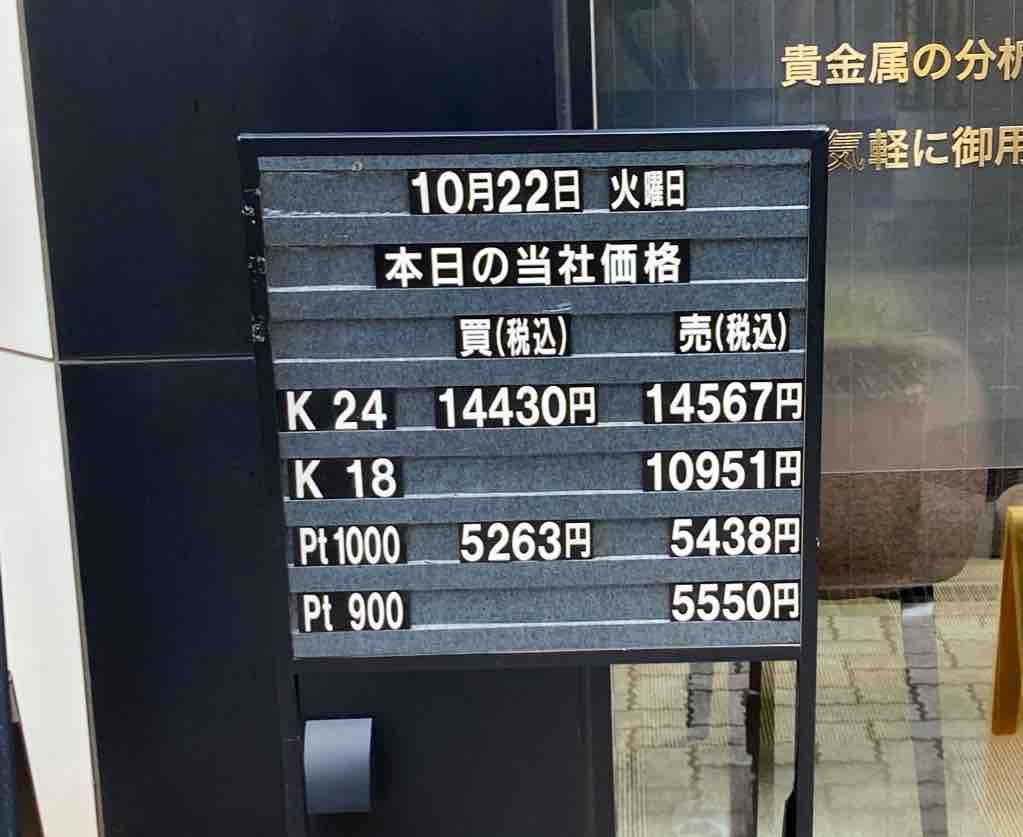 貴金属の分析
気軽に御用
10月22日 火曜日
本日の当社価格
買(税込) 売(税込)
K 24 14430円 14567円
K 18 10951円
Pt1000 5263円 5438円
Pt 900 5550円